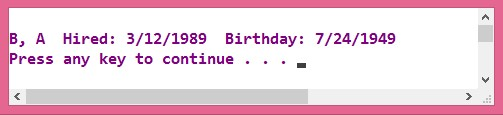 B, A  Hired: 3/12/1989  Birthday: 7/24/1949
Press any key to continue . . .